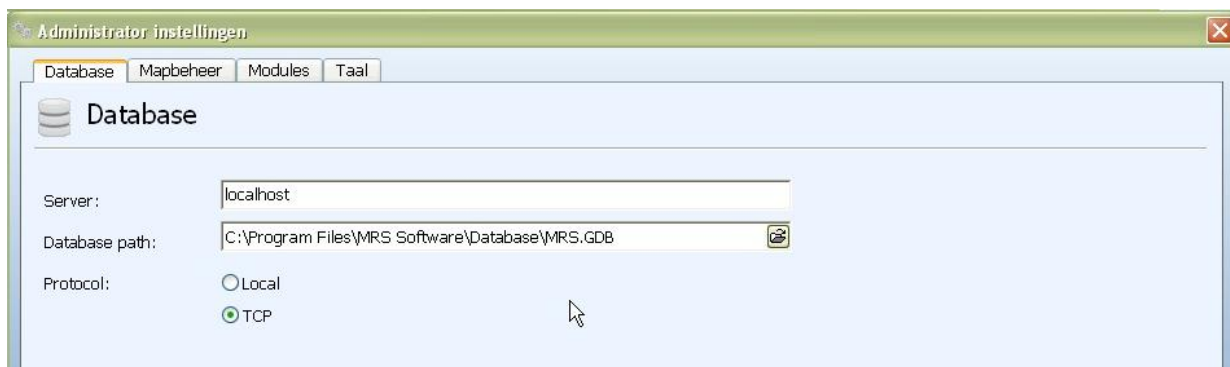 Administrator instellingen
Database Mapbeheer Modules Taal
Database
Server: localhost
Database path: C:\Program Files\MRS Software\Database\MRS.GDB
Protocol: Local
TCP